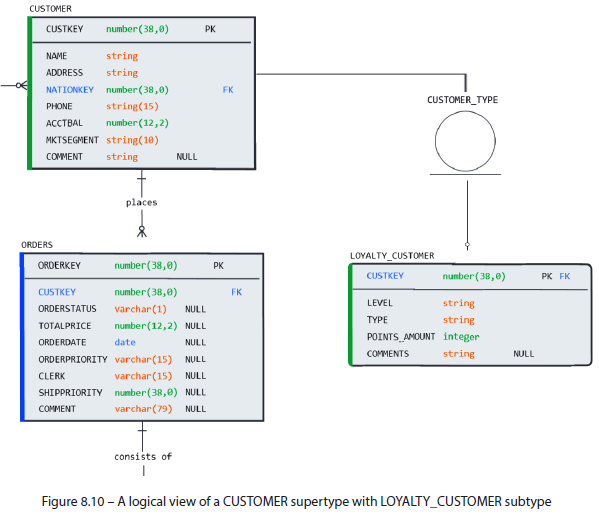 CUSTOMER
CUSTKEY number(38,0) PK
NAME string
ADDRESS string
NATIONKEY number(38,0) FK
PHONE string(15)
ACCTBAL number(12,2)
MKTSEGMENT string(10)
COMMENT string NULL
CUSTOMER_TYPE
places
ORDERS
ORDERKEY number(38,0) PK
CUSTKEY number(38,0) FK
ORDERSTATUS varchar(1) NULL
TOTALPRICE number(12,2) NULL
ORDERDATE date NULL
ORDERPRIORITY varchar(15) NULL
CLERK varchar(15) NULL
SHIPPRIORITY number(38,0) NULL
COMMENT varchar(79) NULL
LOYALTY_CUSTOMER
CUSTKEY number(38,0) PK FK
LEVEL string
TYPE string
POINTS_AMOUNT integer
COMMENTS string NULL
consists of
Figure 8.10 – A logical view of a CUSTOMER supertype with LOYALTY_CUSTOMER subtype